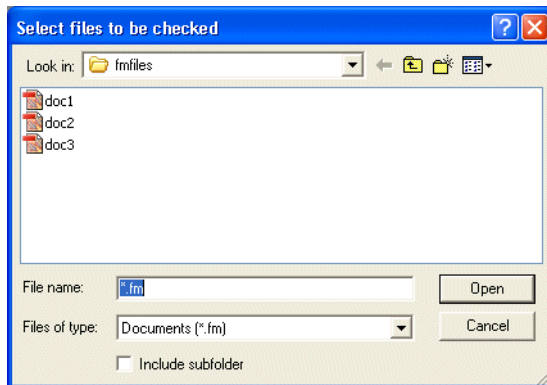 Select files to be checked
Look in: fmfiles
doc1
doc2
doc3
File name: *.fm Open
Files of type: Documents (*.fm) Cancel
Include subfolder